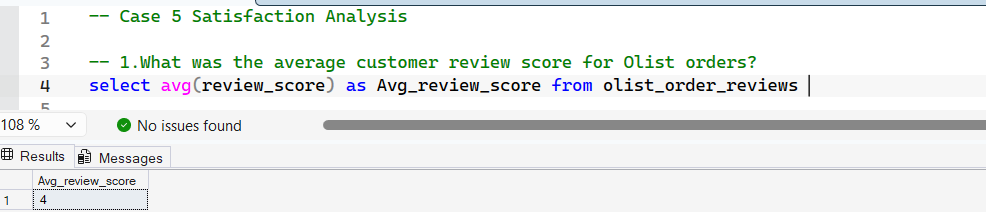 1 -- Case 5 Satisfaction Analysis
2
3 -- 1.What was the average customer review score for Olist orders?
4 select avg(review_score) as Avg_review_score from olist_order_reviews
5
108 % No issues found
Results Messages
Avg_review_score
1 4